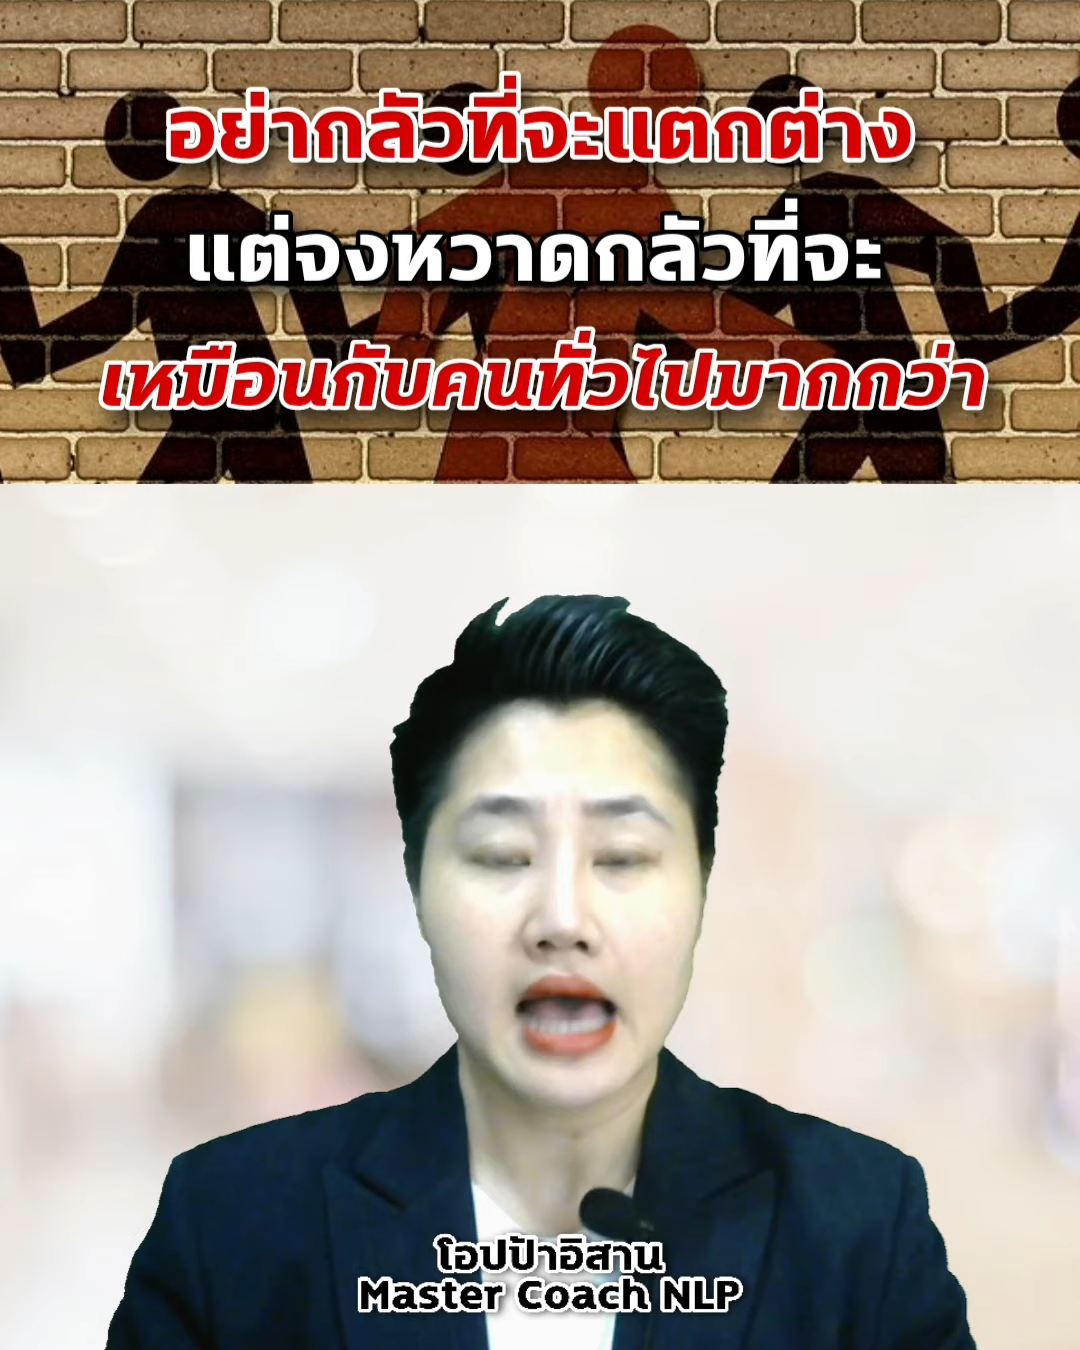 อย่ากลัวที่จะแตกต่าง
แต่จงหวาดกลัวที่จะ
เหมือนกับคนทั่วไปมากกว่า
โอปป้าอิสาน
Master Coach NLP